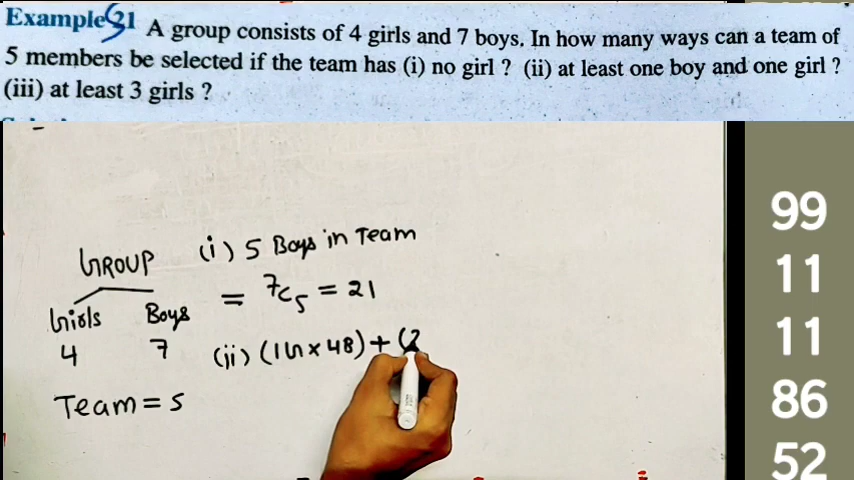 Example 21 A group consists of 4 girls and 7 boys. In how many ways can a team of
5 members be selected if the team has (i) no girl ? (ii) at least one boy and one girl ?
(iii) at least 3 girls ?
GROUP
Girls Boys
4 7
Team = 5
(i) 5 Boys in Team
= ⁷C₅ = 21
(ii) (1G × 4B) + (2
99
11
11
86
52